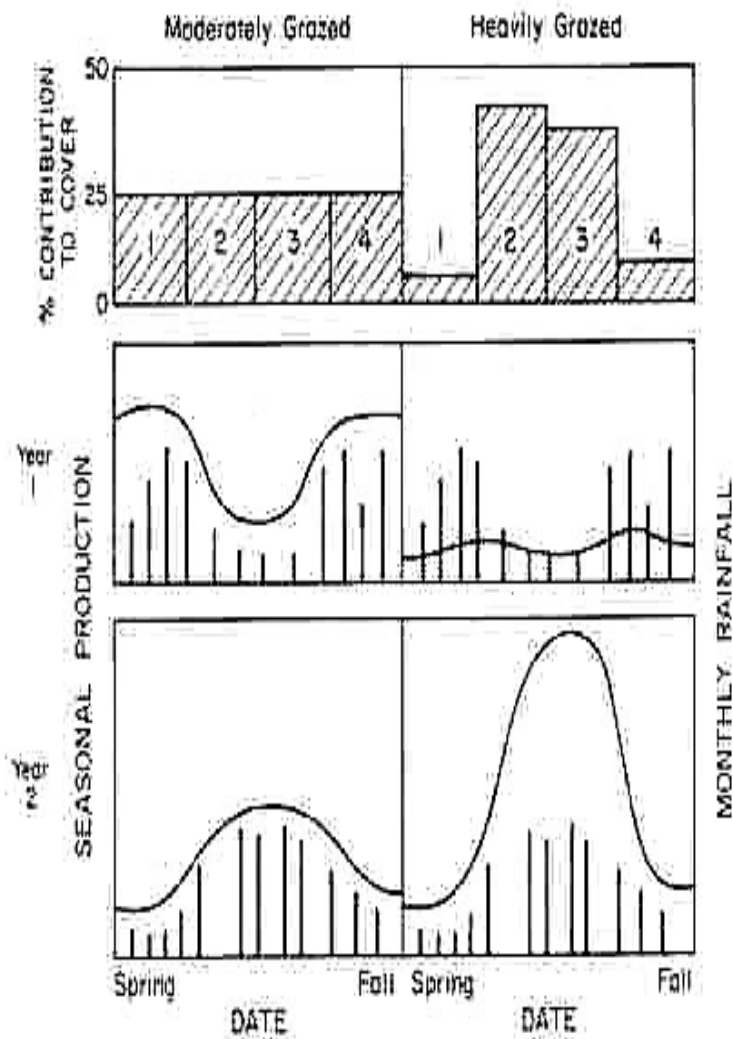 Moderately Grazed
Heavily Grazed
% CONTRIBUTION
TO COVER
50
25
0
1 2 3 4
1 2 3 4
Year
SEASONAL PRODUCTION
MONTHLY RAINFALL
Year
Spring Fall
Spring Fall
DATE
DATE